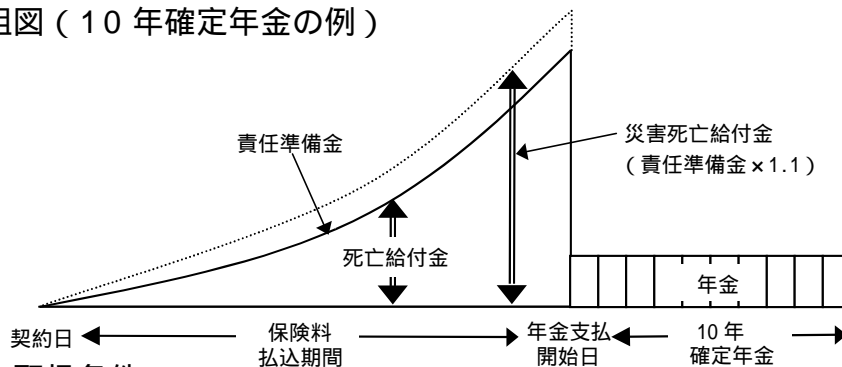 組図（１０年確定年金の例）
災害死亡給付金
（責任準備金×1.1）
責任準備金
死亡給付金
年金
契約日
保険料
払込期間
年金支払
開始日
10年
確定年金